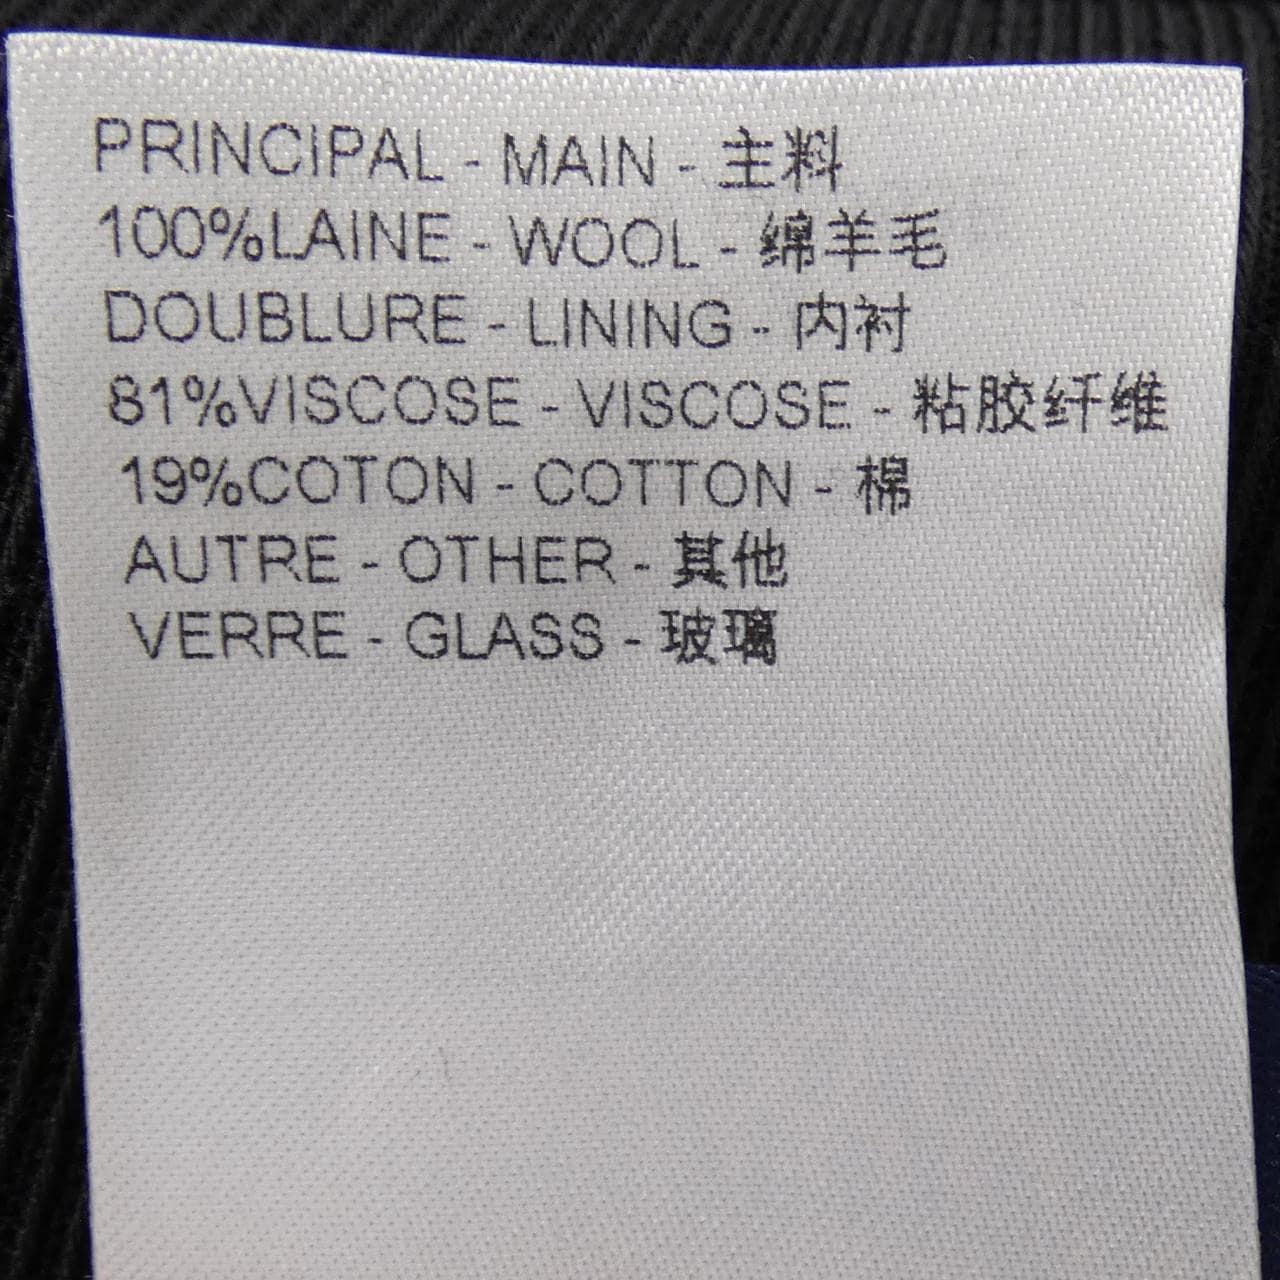 PRINCIPAL - MAIN - 主料
100%LAINE - WOOL - 绵羊毛
DOUBLURE - LINING - 内衬
81%VISCOSE - VISCOSE - 粘胶纤维
19%COTON - COTTON - 棉
AUTRE - OTHER - 其他
VERRE - GLASS - 玻璃